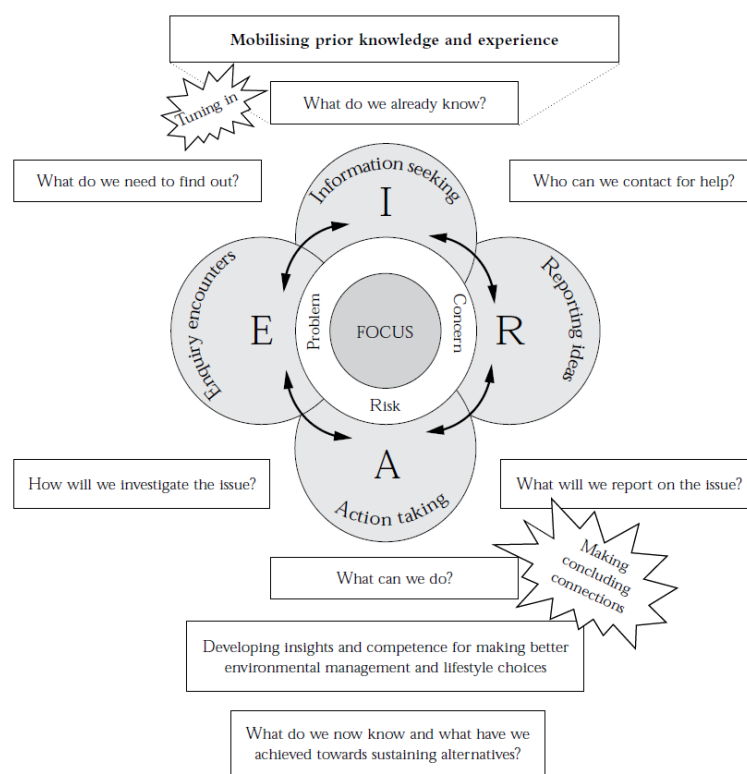 Mobilising prior knowledge and experience
Tuning in
What do we already know?
What do we need to find out?
Who can we contact for help?
Information seeking
I
Enquiry encounters
E
Problem
FOCUS
Concern
R
Reporting ideas
Risk
A
Action taking
How will we investigate the issue?
What will we report on the issue?
Making
concluding
connections
What can we do?
Developing insights and competence for making better
environmental management and lifestyle choices
What do we now know and what have we
achieved towards sustaining alternatives?